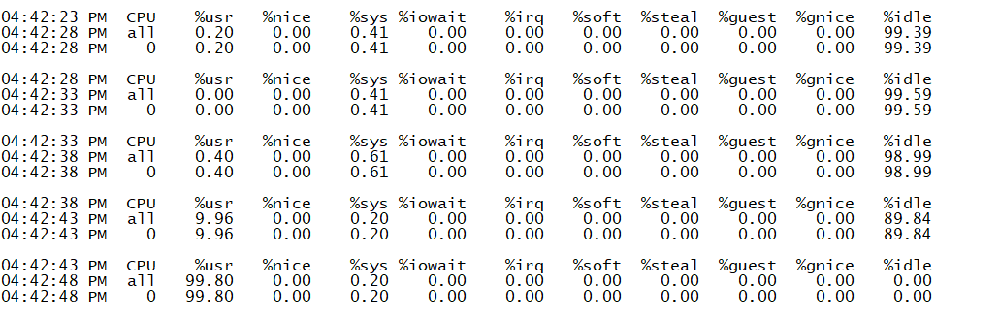 04:42:23 PM  CPU    %usr   %nice    %sys %iowait    %irq   %soft  %steal  %guest  %gnice   %idle
04:42:28 PM  all    0.20    0.00    0.41    0.00    0.00    0.00    0.00    0.00    0.00   99.39
04:42:28 PM    0    0.20    0.00    0.41    0.00    0.00    0.00    0.00    0.00    0.00   99.39

04:42:28 PM  CPU    %usr   %nice    %sys %iowait    %irq   %soft  %steal  %guest  %gnice   %idle
04:42:33 PM  all    0.00    0.00    0.41    0.00    0.00    0.00    0.00    0.00    0.00   99.59
04:42:33 PM    0    0.00    0.00    0.41    0.00    0.00    0.00    0.00    0.00    0.00   99.59

04:42:33 PM  CPU    %usr   %nice    %sys %iowait    %irq   %soft  %steal  %guest  %gnice   %idle
04:42:38 PM  all    0.40    0.00    0.61    0.00    0.00    0.00    0.00    0.00    0.00   98.99
04:42:38 PM    0    0.40    0.00    0.61    0.00    0.00    0.00    0.00    0.00    0.00   98.99

04:42:38 PM  CPU    %usr   %nice    %sys %iowait    %irq   %soft  %steal  %guest  %gnice   %idle
04:42:43 PM  all    9.96    0.00    0.20    0.00    0.00    0.00    0.00    0.00    0.00   89.84
04:42:43 PM    0    9.96    0.00    0.20    0.00    0.00    0.00    0.00    0.00    0.00   89.84

04:42:43 PM  CPU    %usr   %nice    %sys %iowait    %irq   %soft  %steal  %guest  %gnice   %idle
04:42:48 PM  all   99.80    0.00    0.20    0.00    0.00    0.00    0.00    0.00    0.00    0.00
04:42:48 PM    0   99.80    0.00    0.20    0.00    0.00    0.00    0.00    0.00    0.00    0.00